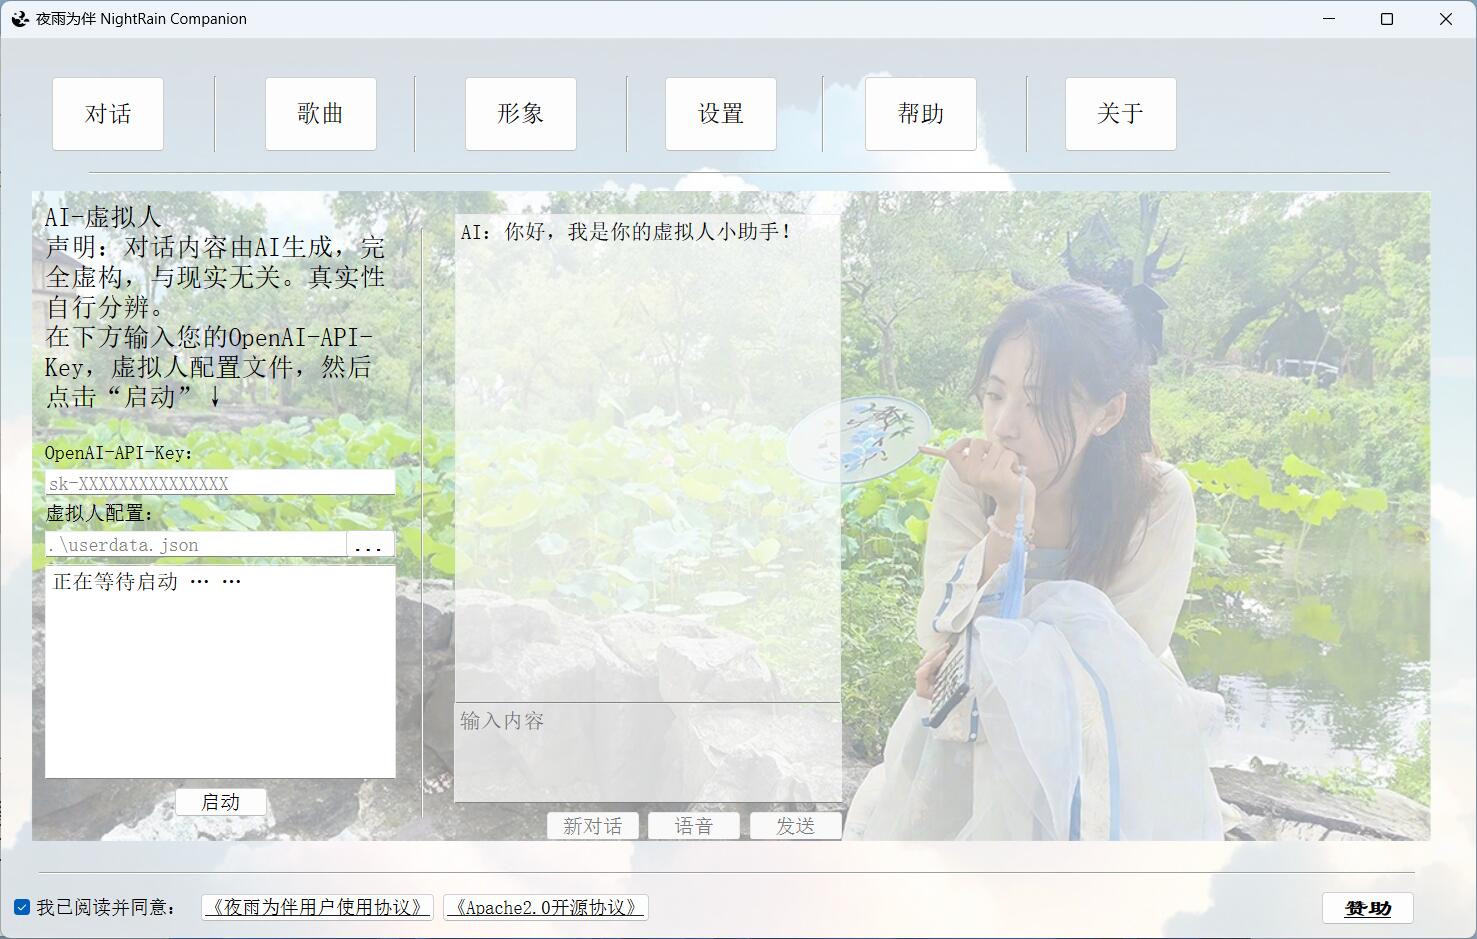 夜雨为伴 NightRain Companion
对话
歌曲
形象
设置
帮助
关于
AI-虚拟人
声明：对话内容由AI生成，完
全虚构，与现实无关。真实性
自行分辨。
在下方输入您的OpenAI-API-
Key，虚拟人配置文件，然后
点击“启动”↓
OpenAI-API-Key:
sk-XXXXXXXXXXXXXXX
虚拟人配置：
.\userdata.json
...
正在等待启动 … …
启动
AI：你好，我是你的虚拟人小助手！
输入内容
新对话
语音
发送
我已阅读并同意：
《夜雨为伴用户使用协议》
《Apache2.0开源协议》
赞助